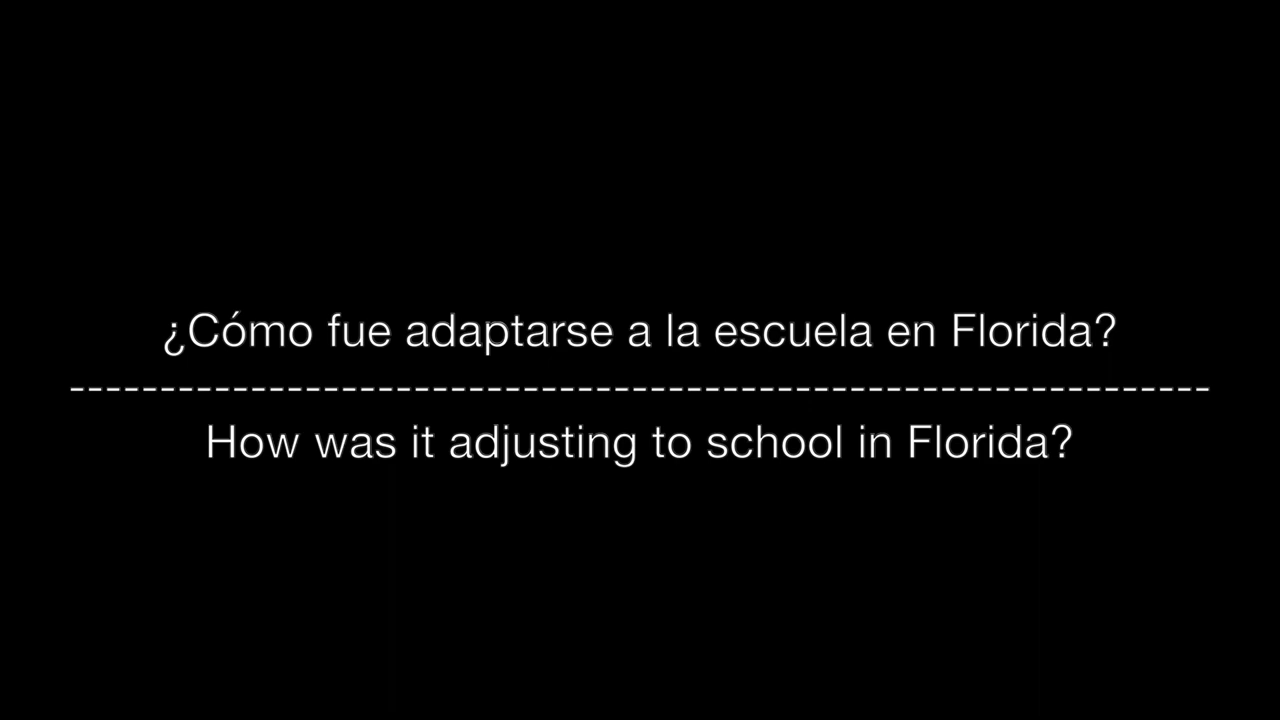 ¿Cómo fue adaptarse a la escuela en Florida?
---------------------------------------------------------------
How was it adjusting to school in Florida?